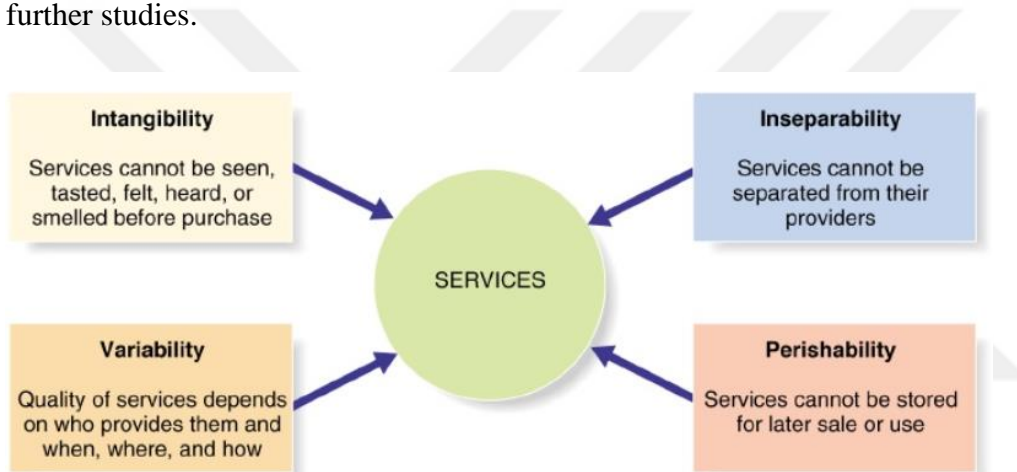 further studies.
Intangibility
Services cannot be seen,
tasted, felt, heard, or
smelled before purchase
Inseparability
Services cannot be
separated from their
providers
SERVICES
Variability
Quality of services depends
on who provides them and
when, where, and how
Perishability
Services cannot be stored
for later sale or use